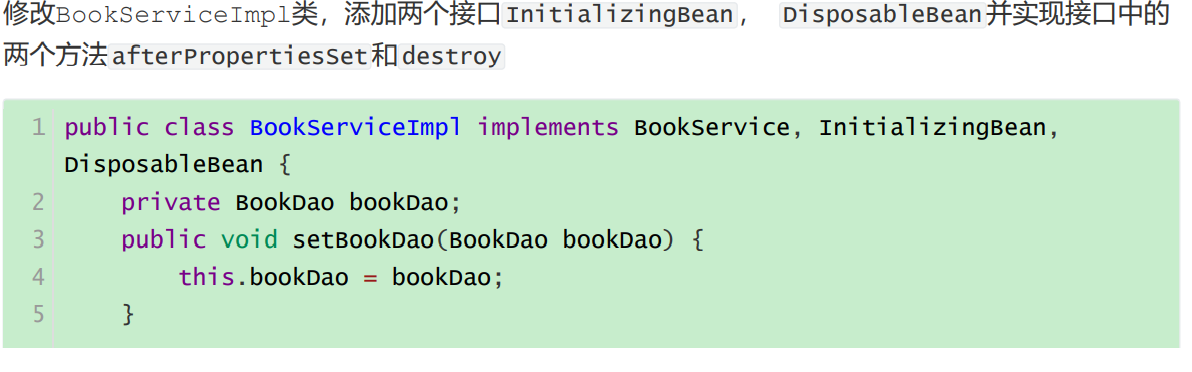 修改BookServiceImpl类，添加两个接口InitializingBean， DisposableBean并实现接口中的
两个方法afterPropertiesSet和destroy
1 public class BookServiceImpl implements BookService, InitializingBean,
DisposableBean {
2     private BookDao bookDao;
3     public void setBookDao(BookDao bookDao) {
4         this.bookDao = bookDao;
5     }